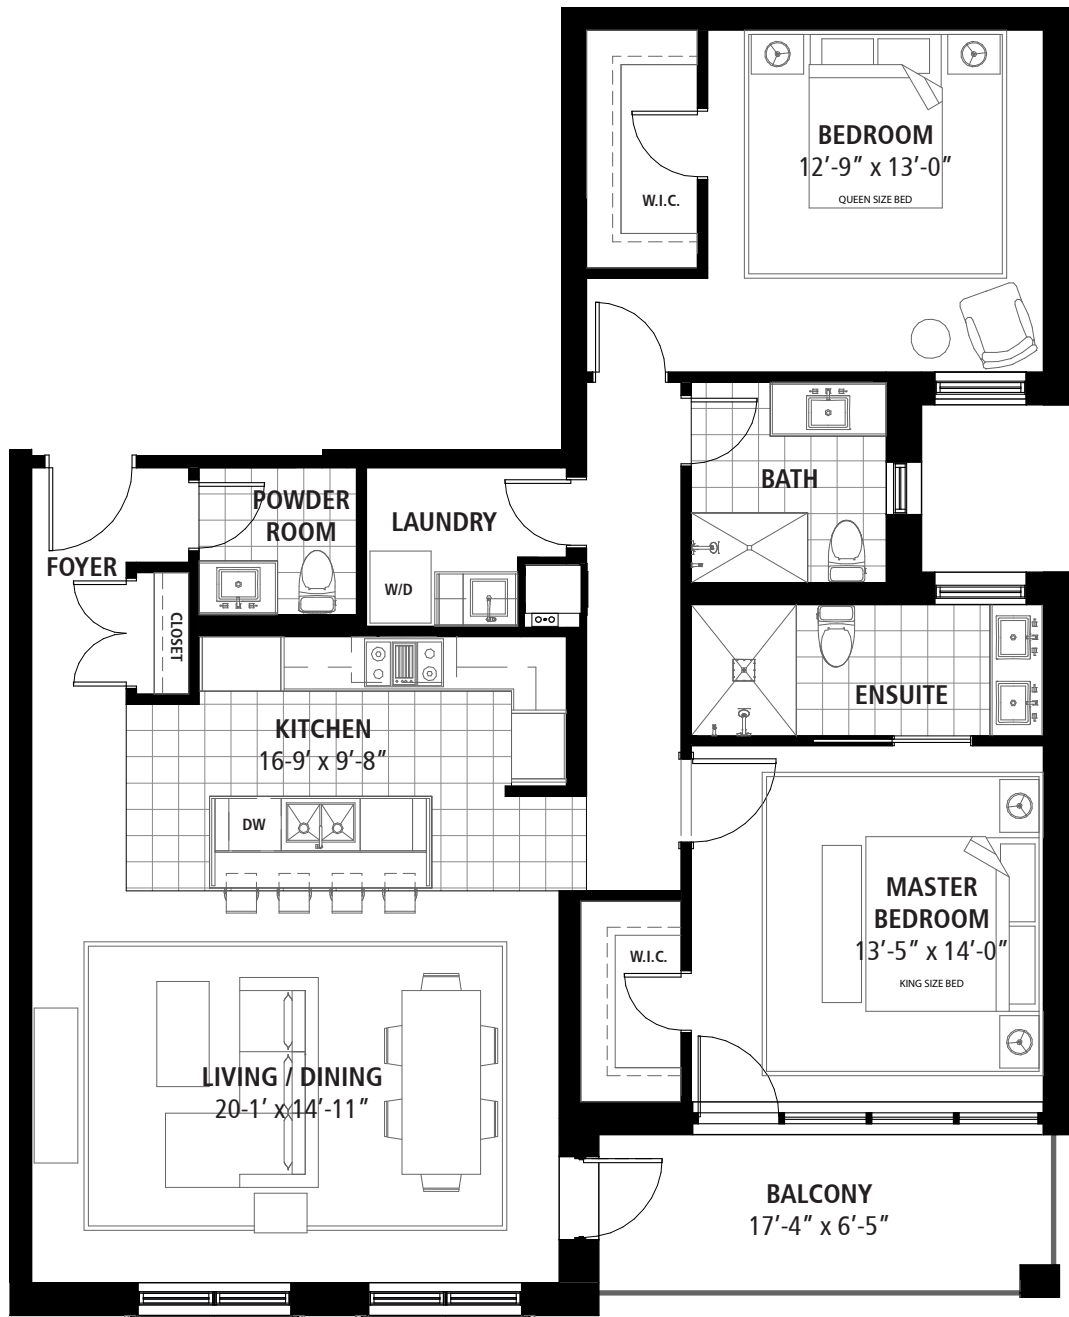 BEDROOM
12’-9” x 13’-0”
QUEEN SIZE BED
W.I.C.
BATH
POWDER
ROOM
LAUNDRY
FOYER
W/D
CLOSET
ENSUITE
KITCHEN
16-9’ x 9’-8”
DW
MASTER
BEDROOM
13’-5” x 14’-0”
KING SIZE BED
W.I.C.
LIVING / DINING
20-1’ x 14’-11”
BALCONY
17’-4” x 6’-5”